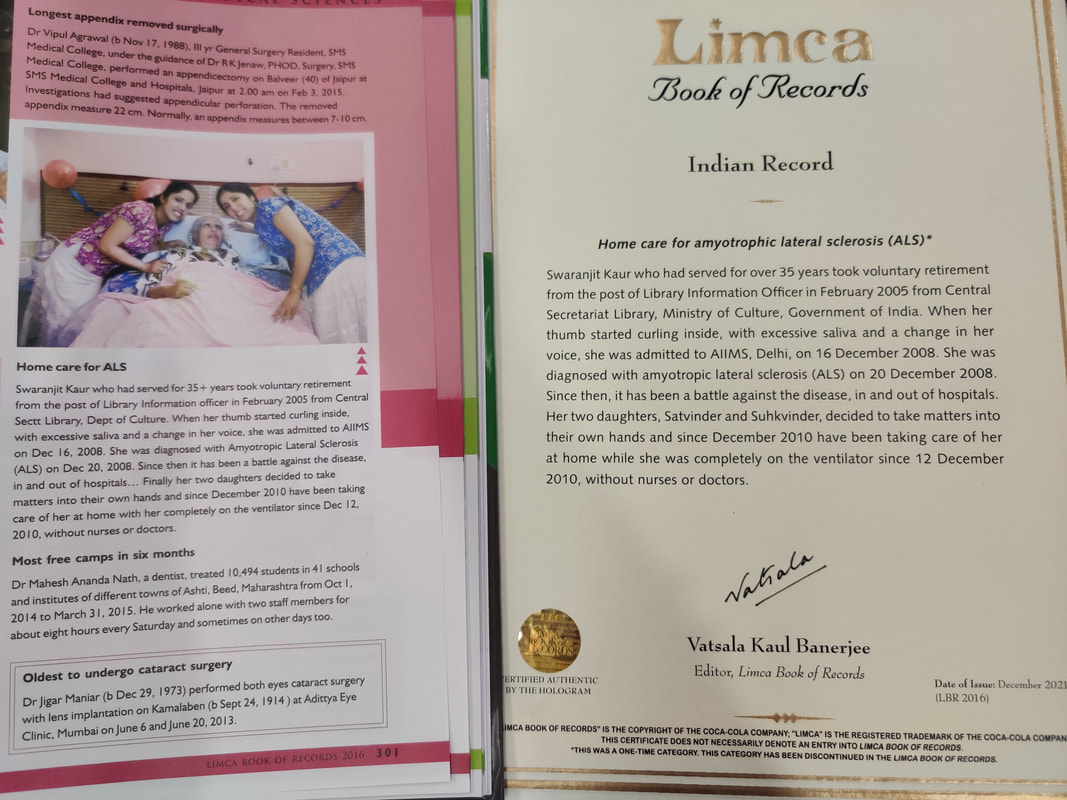 Longest appendix removed surgically
Dr Vipul Agrawal (b Nov 17, 1988), III yr General Surgery Resident, SMS
Medical College, under the guidance of Dr RK Jenaw, PHOD, Surgery, SMS
Medical College, performed an appendicectomy on Balveer (40) of Jaipur at
SMS Medical College and Hospitals, Jaipur at 2.00 am on Feb 3, 2015.
Investigations had suggested appendicular perforation. The removed
appendix measure 22 cm. Normally, an appendix measures between 7-10 cm.
Home care for ALS
Swaranjit Kaur who had served for 35+ years took voluntary retirement
from the post of Library Information officer in February 2005 from Central
Sectt Library, Dept of Culture. When her thumb started curling inside,
with excessive saliva and a change in her voice, she was admitted to AIIMS
on Dec 16, 2008. She was diagnosed with Amyotropic Lateral Sclerosis
(ALS) on Dec 20, 2008. Since then it has been a battle against the disease,
in and out of hospitals... Finally her two daughters decided to take
matters into their own hands and since December 2010 have been taking
care of her at home with her completely on the ventilator since Dec 12,
2010, without nurses or doctors.
Most free camps in six months
Dr Mahesh Ananda Nath, a dentist, treated 10,494 students in 41 schools
and institutes of different towns of Ashti, Beed, Maharashtra from Oct 1,
2014 to March 31, 2015. He worked alone with two staff members for
about eight hours every Saturday and sometimes on other days too.
Oldest to undergo cataract surgery
Dr Jigar Maniar (b Dec 29, 1973) performed both eyes cataract surgery
with lens implantation on Kamalaben (b Sept 24, 1914 ) at Adittya Eye
Clinic, Mumbai on June 6 and June 20, 2013.
LIMCA BOOK OF RECORDS 2016 301
Limca
Book of Records
Indian Record
Home care for amyotrophic lateral sclerosis (ALS)*
Swaranjit Kaur who had served for over 35 years took voluntary retirement
from the post of Library Information Officer in February 2005 from Central
Secretariat Library, Ministry of Culture, Government of India. When her
thumb started curling inside, with excessive saliva and a change in her
voice, she was admitted to AIIMS, Delhi, on 16 December 2008. She was
diagnosed with amyotropic lateral sclerosis (ALS) on 20 December 2008.
Since then, it has been a battle against the disease, in and out of hospitals.
Her two daughters, Satvinder and Suhkvinder, decided to take matters into
their own hands and since December 2010 have been taking care of her
at home while she was completely on the ventilator since 12 December
2010, without nurses or doctors.
Vatsala
Vatsala Kaul Banerjee
Editor, Limca Book of Records
LIMCA BOOK OF RECORDS
CERTIFIED AUTHENTIC
BY THE HOLOGRAM
Date of Issue: December 2021
(LBR 2016)
LIMCA BOOK OF RECORDS" IS THE COPYRIGHT OF THE COCA-COLA COMPANY; "LIMCA" IS THE REGISTERED TRADEMARK OF THE COCA-COLA COMPAN
THIS CERTIFICATE DOES NOT NECESSARILY DENOTE AN ENTRY INTO LIMCA BOOK OF RECORDS.
*THIS WAS A ONE-TIME CATEGORY. THIS CATEGORY HAS BEEN DISCONTINUED IN THE LIMCA BOOK OF RECORDS.